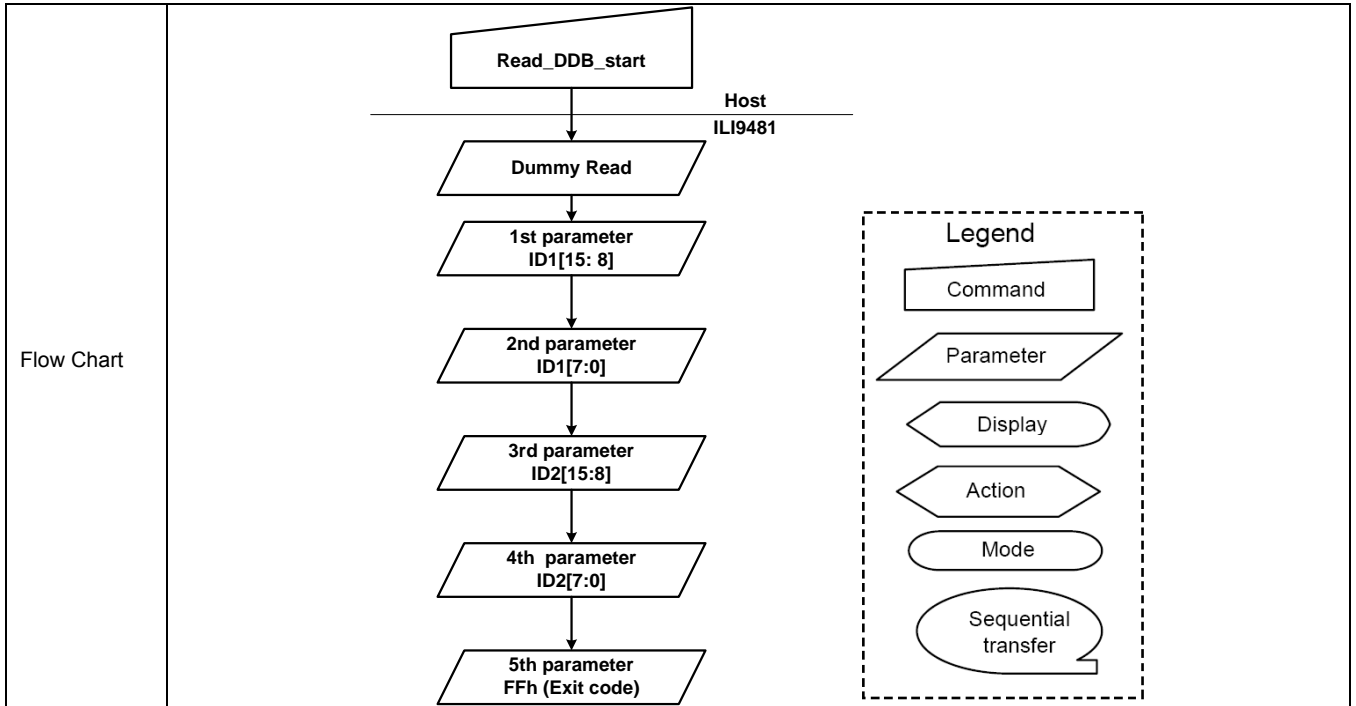 Flow Chart
Read_DDB_start
Host
ILI9481
Dummy Read
1st parameter
ID1[15: 8]
2nd parameter
ID1[7:0]
3rd parameter
ID2[15:8]
4th parameter
ID2[7:0]
5th parameter
FFh (Exit code)
Legend
Command
Parameter
Display
Action
Mode
Sequential
transfer